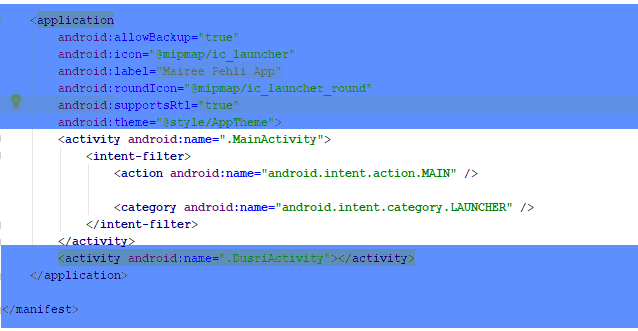 <application
android:allowBackup="true"
android:icon="@mipmap/ic_launcher"
android:label="Mairee Pehli App"
android:roundIcon="@mipmap/ic_launcher_round"
android:supportsRtl="true"
android:theme="@style/AppTheme">
<activity android:name=".MainActivity">
<intent-filter>
<action android:name="android.intent.action.MAIN" />
<category android:name="android.intent.category.LAUNCHER" />
</intent-filter>
</activity>
<activity android:name=".DusriActivity"></activity>
</application>
</manifest>